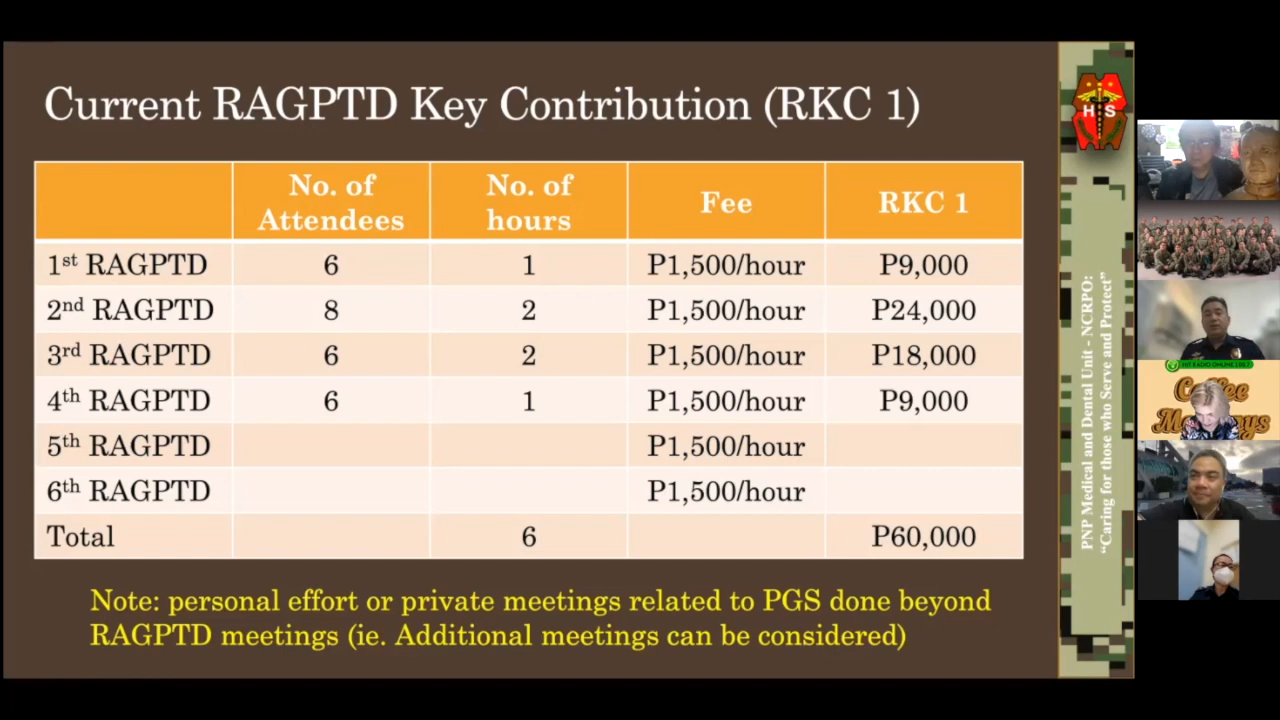 Current RAGPTD Key Contribution (RKC 1)
No. of Attendees No. of hours Fee RKC 1
1st RAGPTD 6 1 P1,500/hour P9,000
2nd RAGPTD 8 2 P1,500/hour P24,000
3rd RAGPTD 6 2 P1,500/hour P18,000
4th RAGPTD 6 1 P1,500/hour P9,000
5th RAGPTD P1,500/hour
6th RAGPTD P1,500/hour
Total 6 P60,000
Note: personal effort or private meetings related to PGS done beyond
RAGPTD meetings (ie. Additional meetings can be considered)
H S
PNP Medical and Dental Unit - NCRPO:
“Caring for those who Serve and Protect”